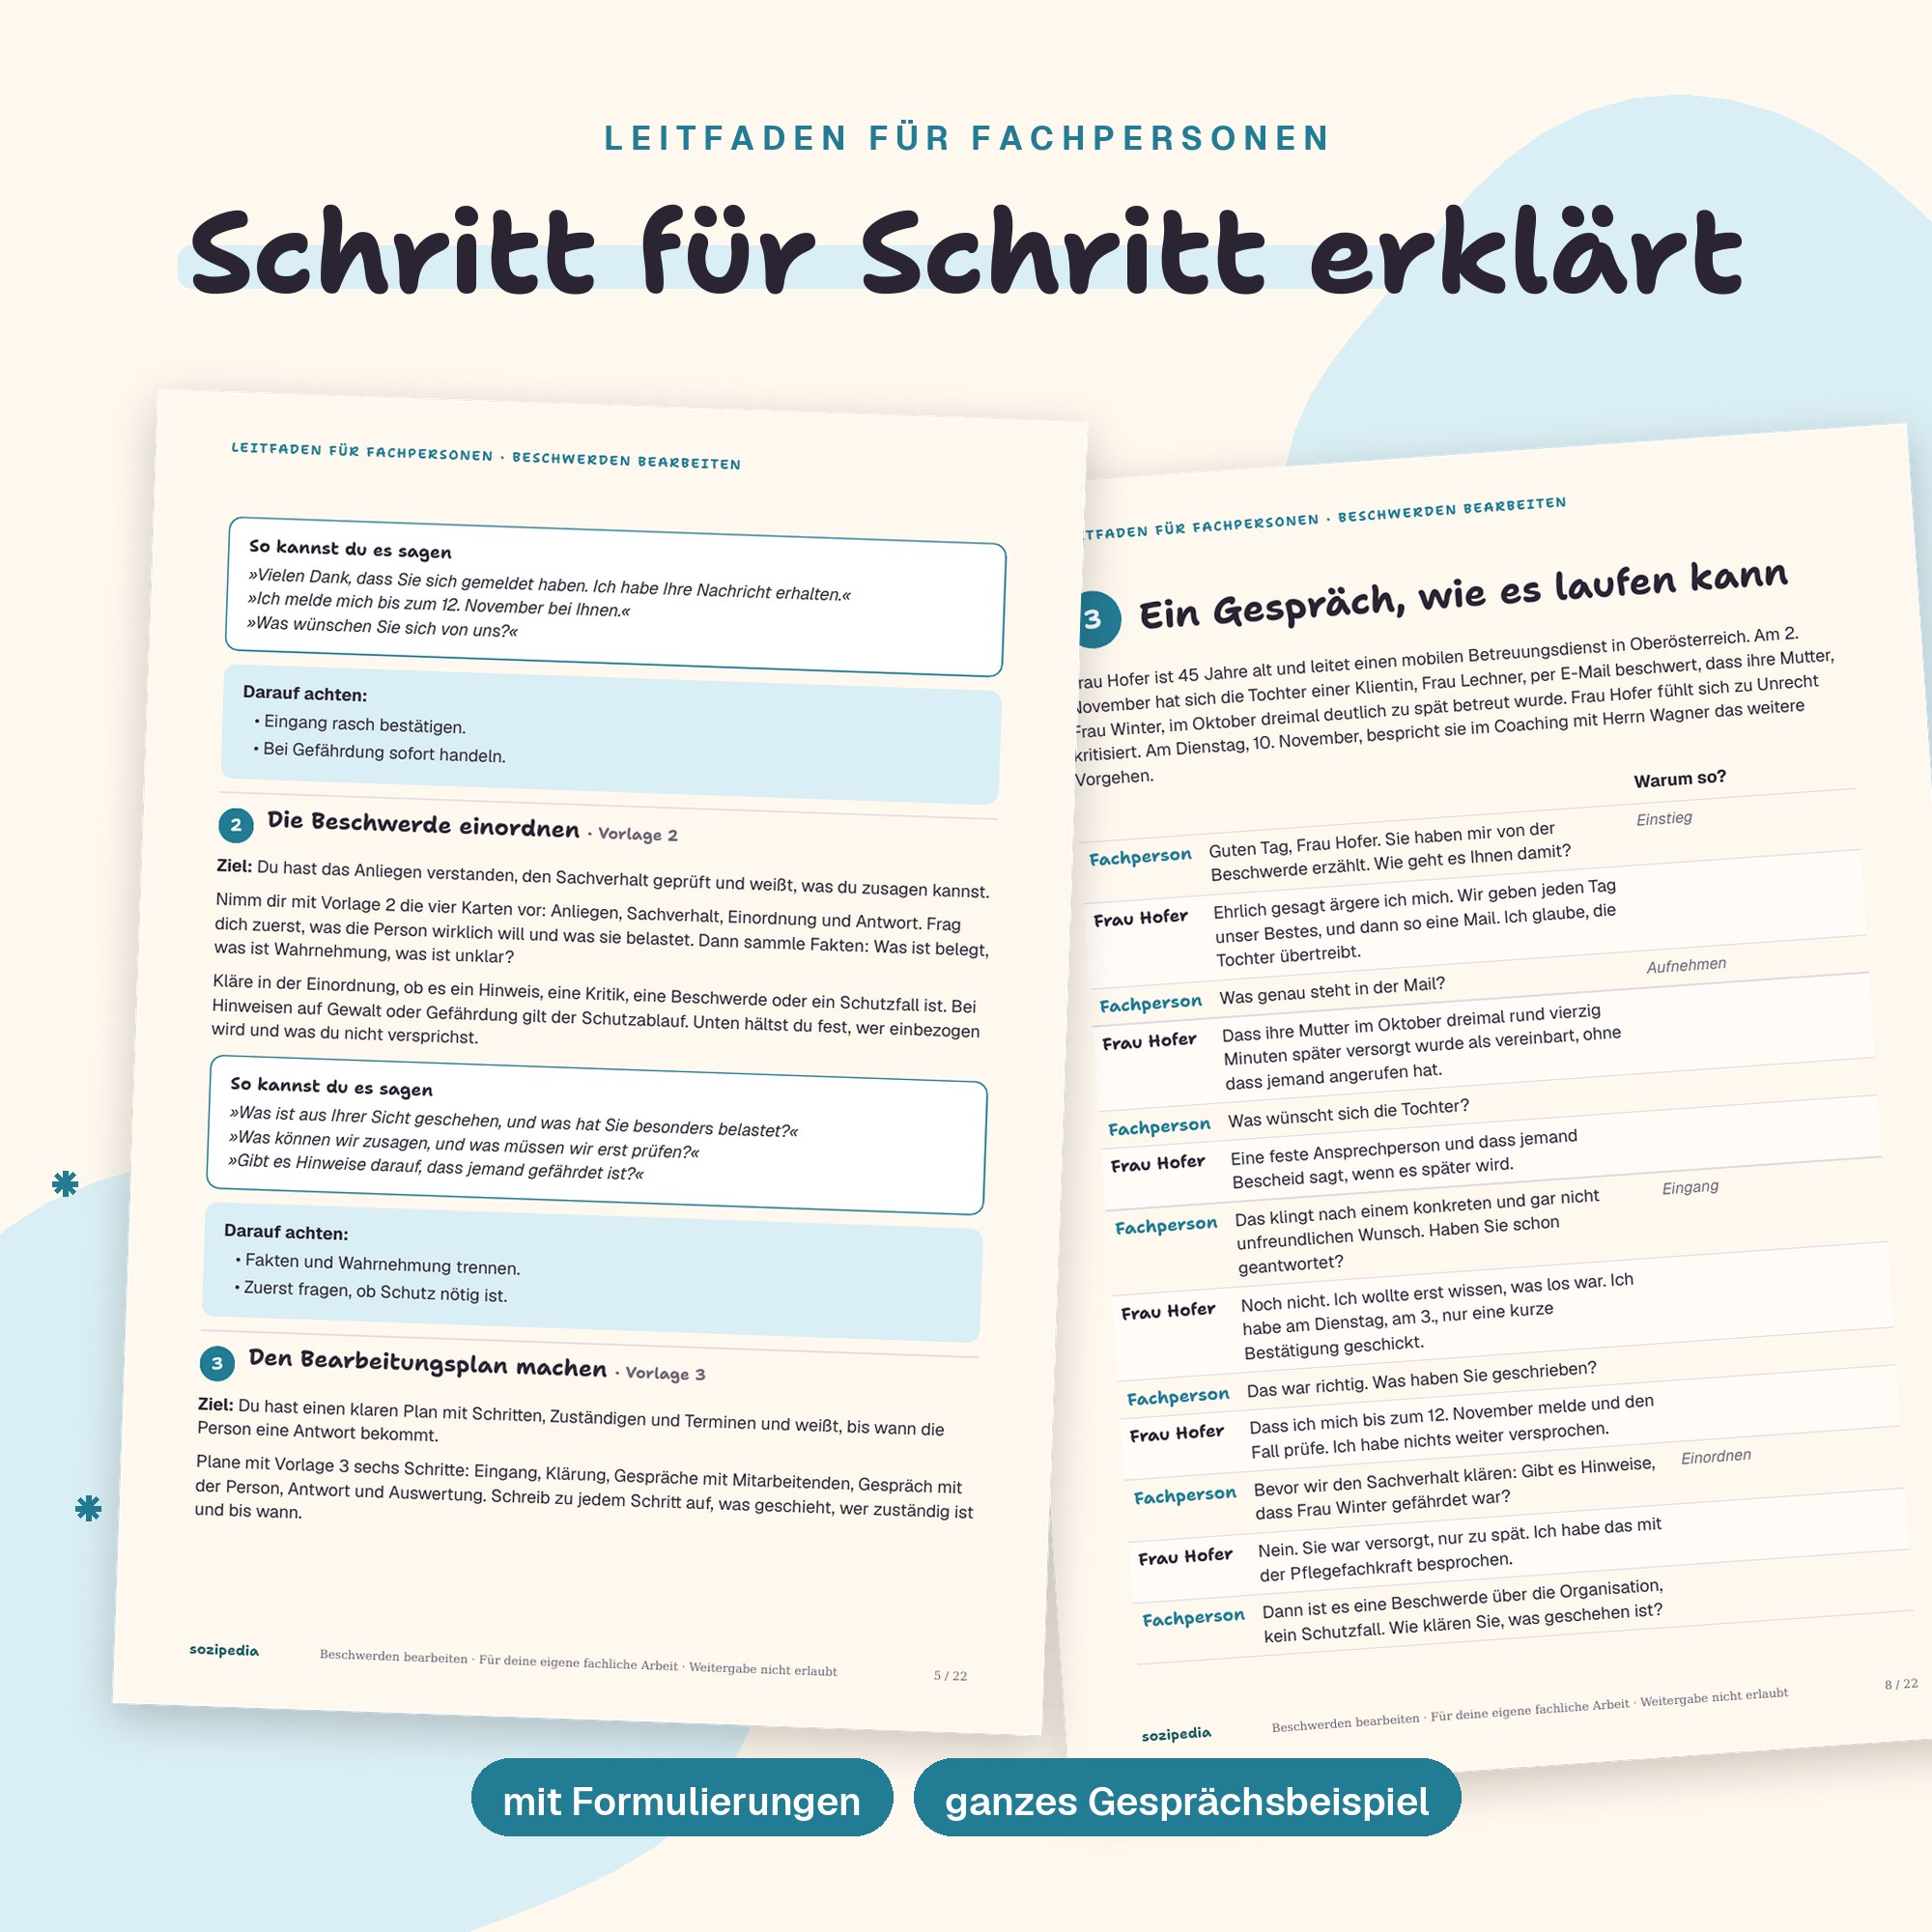 LEITFADEN FÜR FACHPERSONEN
Schritt für Schritt erklärt
LEITFADEN FÜR FACHPERSONEN · BESCHWERDEN BEARBEITEN
So kannst du es sagen
»Vielen Dank, dass Sie sich gemeldet haben. Ich habe Ihre Nachricht erhalten.«
»Ich melde mich bis zum 12. November bei Ihnen.«
»Was wünschen Sie sich von uns?«
Darauf achten:
• Eingang rasch bestätigen.
• Bei Gefährdung sofort handeln.
2 Die Beschwerde einordnen · Vorlage 2
Ziel: Du hast das Anliegen verstanden, den Sachverhalt geprüft und weißt, was du zusagen kannst.
Nimm dir mit Vorlage 2 die vier Karten vor: Anliegen, Sachverhalt, Einordnung und Antwort. Frag
dich zuerst, was die Person wirklich will und was sie belastet. Dann sammle Fakten: Was ist belegt,
was ist Wahrnehmung, was ist unklar?
Kläre in der Einordnung, ob es ein Hinweis, eine Kritik, eine Beschwerde oder ein Schutzfall ist. Bei
Hinweisen auf Gewalt oder Gefährdung gilt der Schutzablauf. Unten hältst du fest, wer einbezogen
wird und was du nicht versprichst.
So kannst du es sagen
»Was ist aus Ihrer Sicht geschehen, und was hat Sie besonders belastet?«
»Was können wir zusagen, und was müssen wir erst prüfen?«
»Gibt es Hinweise darauf, dass jemand gefährdet ist?«
Darauf achten:
• Fakten und Wahrnehmung trennen.
• Zuerst fragen, ob Schutz nötig ist.
3 Den Bearbeitungsplan machen · Vorlage 3
Ziel: Du hast einen klaren Plan mit Schritten, Zuständigen und Terminen und weißt, bis wann die
Person eine Antwort bekommt.
Plane mit Vorlage 3 sechs Schritte: Eingang, Klärung, Gespräche mit Mitarbeitenden, Gespräch mit
der Person, Antwort und Auswertung. Schreib zu jedem Schritt auf, was geschieht, wer zuständig ist
und bis wann.
sozipedia Beschwerden bearbeiten · Für deine eigene fachliche Arbeit · Weitergabe nicht erlaubt 5 / 22
TFADEN FÜR FACHPERSONEN · BESCHWERDEN BEARBEITEN
3 Ein Gespräch, wie es laufen kann
rau Hofer ist 45 Jahre alt und leitet einen mobilen Betreuungsdienst in Oberösterreich. Am 2.
November hat sich die Tochter einer Klientin, Frau Lechner, per E-Mail beschwert, dass ihre Mutter,
Frau Winter, im Oktober dreimal deutlich zu spät betreut wurde. Frau Hofer fühlt sich zu Unrecht
kritisiert. Am Dienstag, 10. November, bespricht sie im Coaching mit Herrn Wagner das weitere
Vorgehen.
Warum so?
Fachperson Guten Tag, Frau Hofer. Sie haben mir von der Einstieg
Beschwerde erzählt. Wie geht es Ihnen damit?
Frau Hofer Ehrlich gesagt ärgere ich mich. Wir geben jeden Tag
unser Bestes, und dann so eine Mail. Ich glaube, die
Tochter übertreibt.
Fachperson Was genau steht in der Mail? Aufnehmen
Frau Hofer Dass ihre Mutter im Oktober dreimal rund vierzig
Minuten später versorgt wurde als vereinbart, ohne
dass jemand angerufen hat.
Fachperson Was wünscht sich die Tochter?
Frau Hofer Eine feste Ansprechperson und dass jemand
Bescheid sagt, wenn es später wird.
Fachperson Das klingt nach einem konkreten und gar nicht Eingang
unfreundlichen Wunsch. Haben Sie schon
geantwortet?
Frau Hofer Noch nicht. Ich wollte erst wissen, was los war. Ich
habe am Dienstag, am 3., nur eine kurze
Bestätigung geschickt.
Fachperson Das war richtig. Was haben Sie geschrieben?
Frau Hofer Dass ich mich bis zum 12. November melde und den
Fall prüfe. Ich habe nichts weiter versprochen.
Fachperson Bevor wir den Sachverhalt klären: Gibt es Hinweise, Einordnen
dass Frau Winter gefährdet war?
Frau Hofer Nein. Sie war versorgt, nur zu spät. Ich habe das mit
der Pflegefachkraft besprochen.
Fachperson Dann ist es eine Beschwerde über die Organisation,
kein Schutzfall. Wie klären Sie, was geschehen ist?
sozipedia Beschwerden bearbeiten · Für deine eigene fachliche Arbeit · Weitergabe nicht erlaubt 8 / 22
mit Formulierungen
ganzes Gesprächsbeispiel